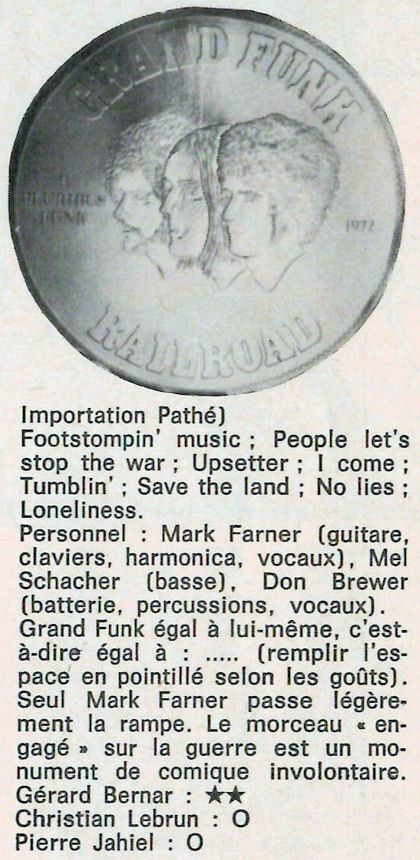 GRAND FUNK
E
PLURIBUS
FUNK
1972
RAILROAD
Importation Pathé)
Footstompin' music ; People let's
stop the war ; Upsetter ; I come ;
Tumblin' ; Save the land ; No lies ;
Loneliness.
Personnel : Mark Farner (guitare,
claviers, harmonica, vocaux), Mel
Schacher (basse), Don Brewer
(batterie, percussions, vocaux).
Grand Funk égal à lui-même, c'est-
à-dire égal à : ..... (remplir l'es-
pace en pointillé selon les goûts).
Seul Mark Farner passe légère-
ment la rampe. Le morceau « en-
gagé » sur la guerre est un mo-
nument de comique involontaire.
Gérard Bernar : ★★
Christian Lebrun : O
Pierre Jahiel : O